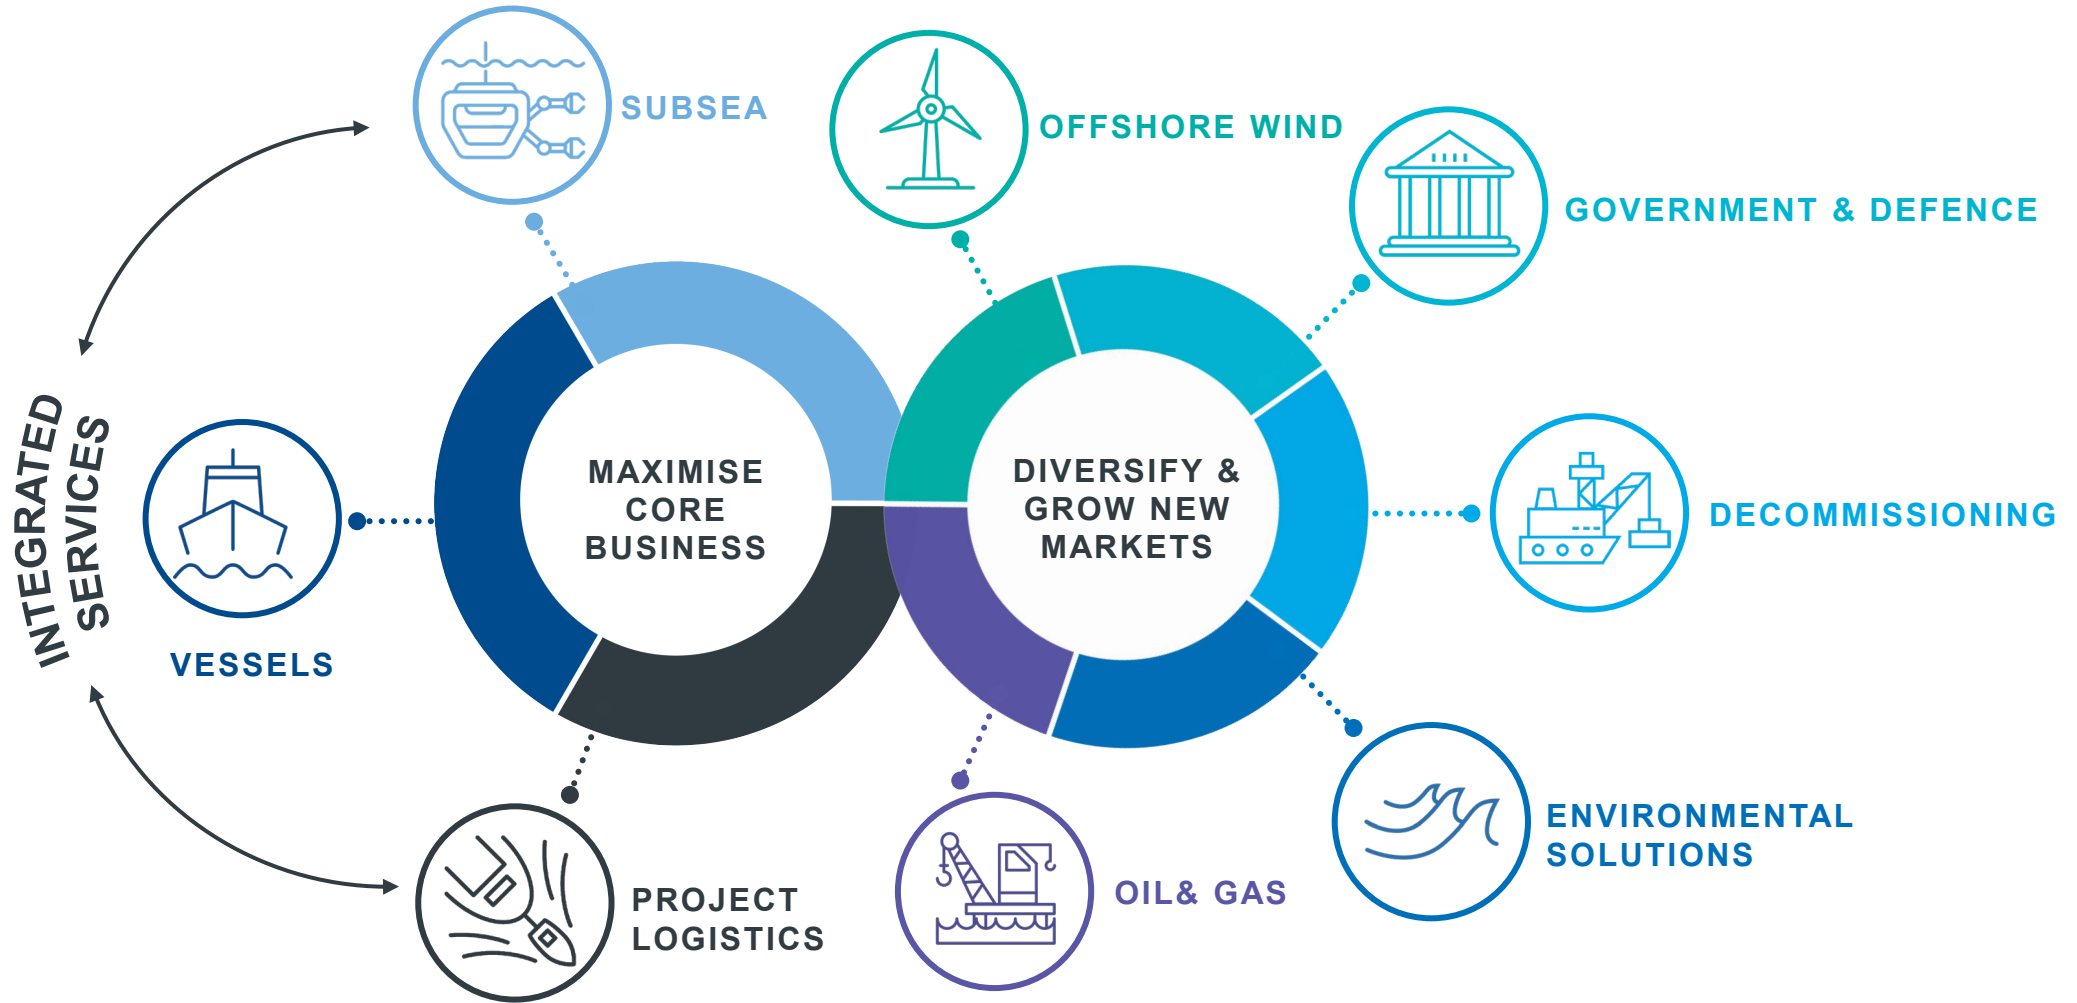 SUBSEA
OFFSHORE WIND
GOVERNMENT & DEFENCE
INTEGRATED
SERVICES
VESSELS
MAXIMISE
CORE
BUSINESS
DIVERSIFY &
GROW NEW
MARKETS
DECOMMISSIONING
ENVIRONMENTAL
SOLUTIONS
PROJECT
LOGISTICS
OIL& GAS